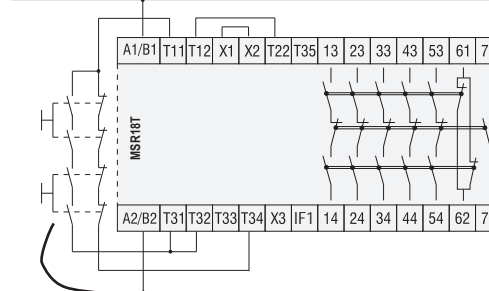 A1/B1 T11 T12 X1 X2 T22 T35 13 23 33 43 53 61 7
MSR18T
A2/B2 T31 T32 T33 T34 X3 IF1 14 24 34 44 54 62 7